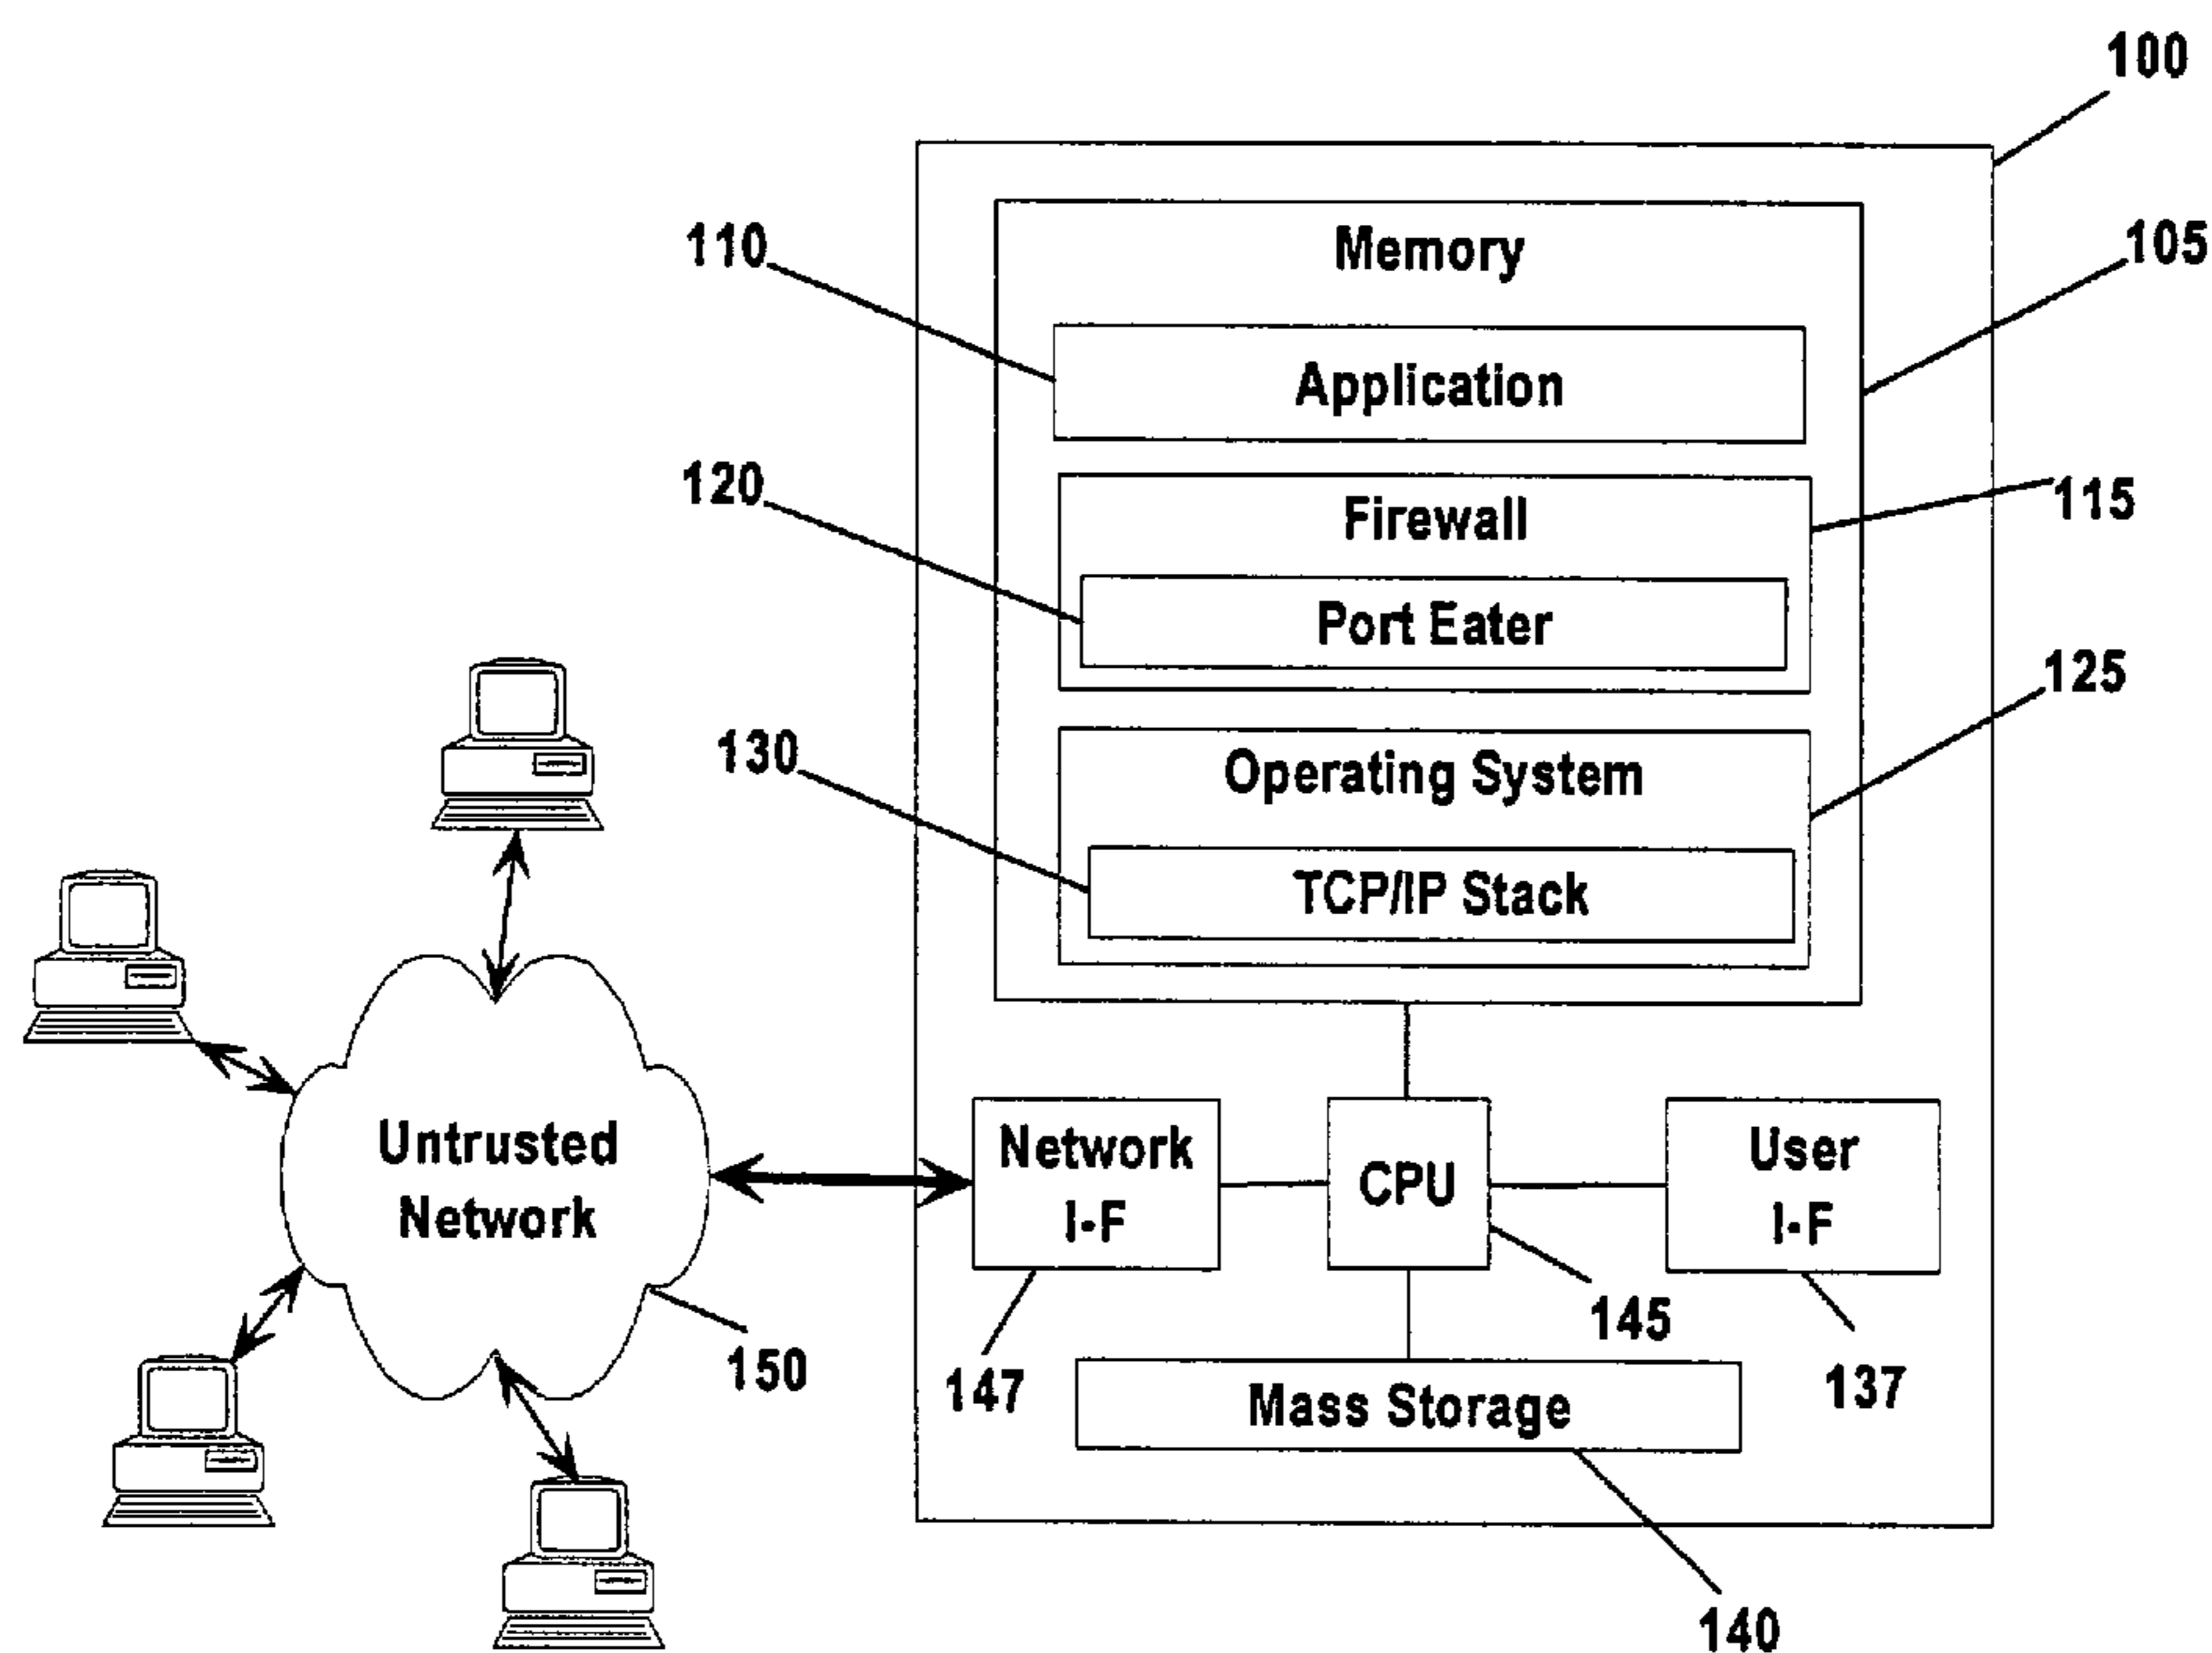 100
Memory
110
105
Application
120
Firewall
115
Port Eater
125
130
Operating System
TCP/IP Stack
Untrusted
Network
Network
I-F
CPU
User
I-F
150
147
145
137
Mass Storage
140